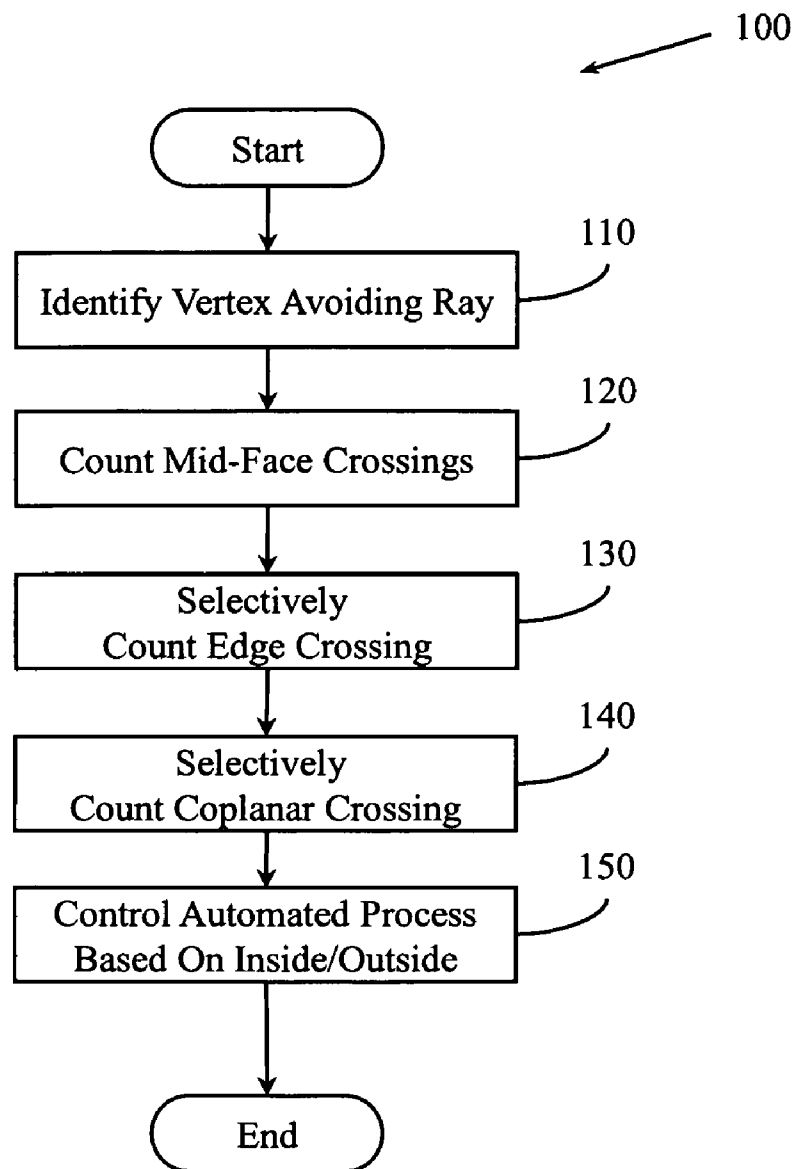 100
Start
110
Identify Vertex Avoiding Ray
120
Count Mid-Face Crossings
130
Selectively
Count Edge Crossing
140
Selectively
Count Coplanar Crossing
150
Control Automated Process
Based On Inside/Outside
End